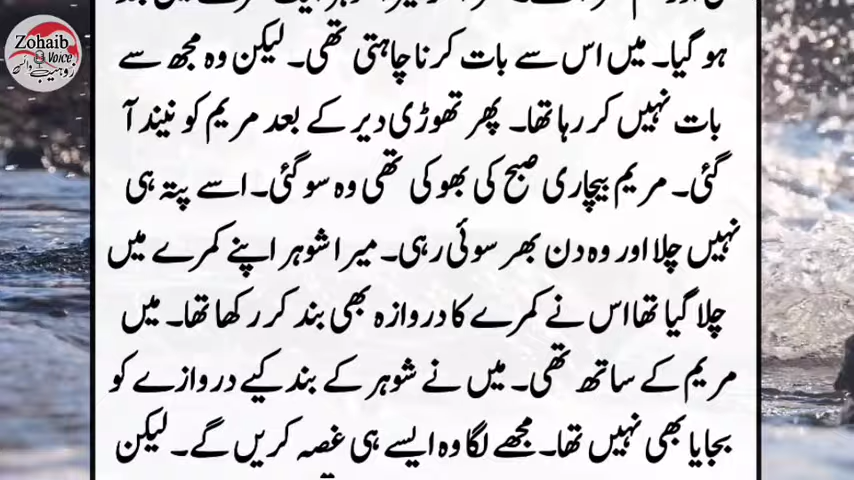 Zohaib
Voice
زوہیب وائس
ہو گیا۔ میں اس سے بات کرنا چاہتی تھی۔ لیکن وہ مجھ سے
بات نہیں کر رہا تھا۔ پھر تھوڑی دیر کے بعد مریم کو نیند آ
گئی۔ مریم بیچاری صبح کی بھوکی تھی وہ سو گئی۔ اسے پتہ ہی
نہیں چلا اور وہ دن بھر سوئی رہی۔ میرا شوہر اپنے کمرے میں
چلا گیا تھا اس نے کمرے کا دروازہ بھی بند کر رکھا تھا۔ میں
مریم کے ساتھ تھی۔ میں نے شوہر کے بند کیے دروازے کو
بجایا بھی نہیں تھا۔ مجھے لگا وہ ایسے ہی غصہ کریں گے۔ لیکن